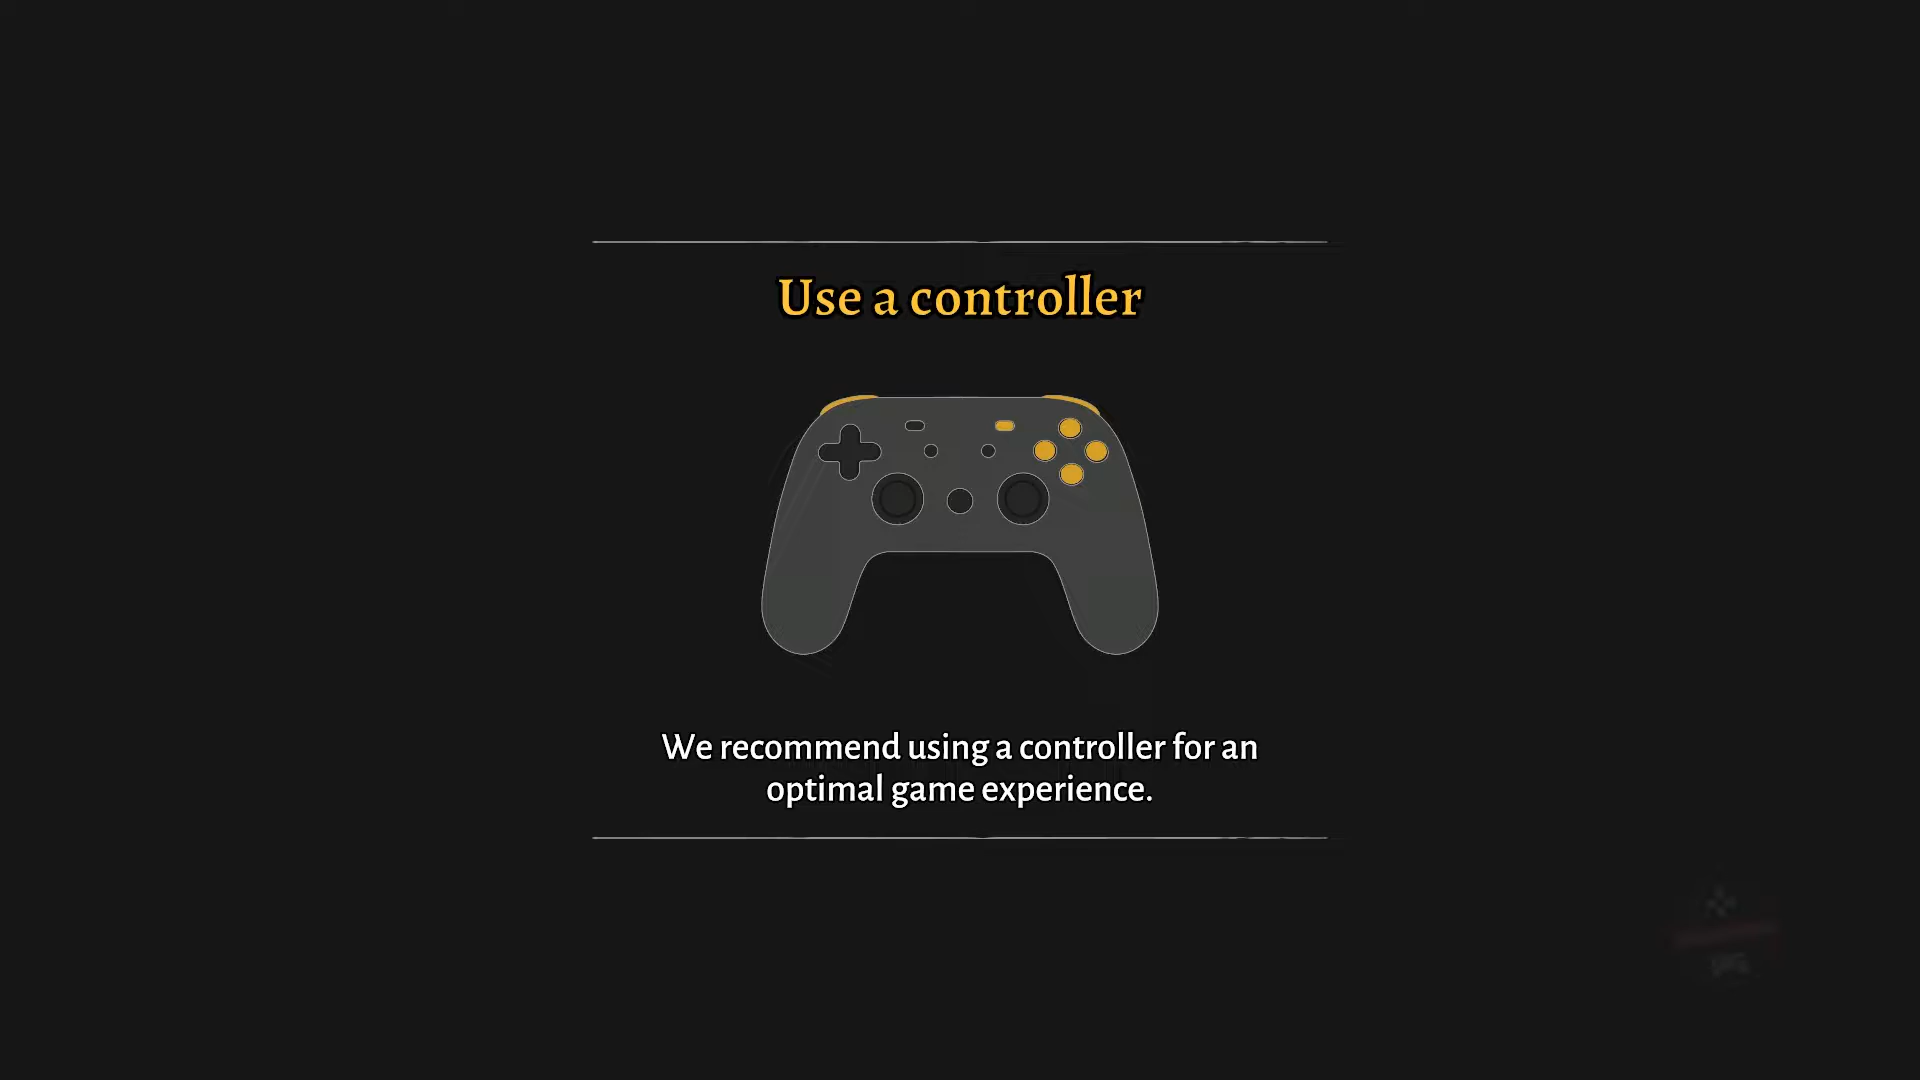 Use a controller
We recommend using a controller for an
optimal game experience.